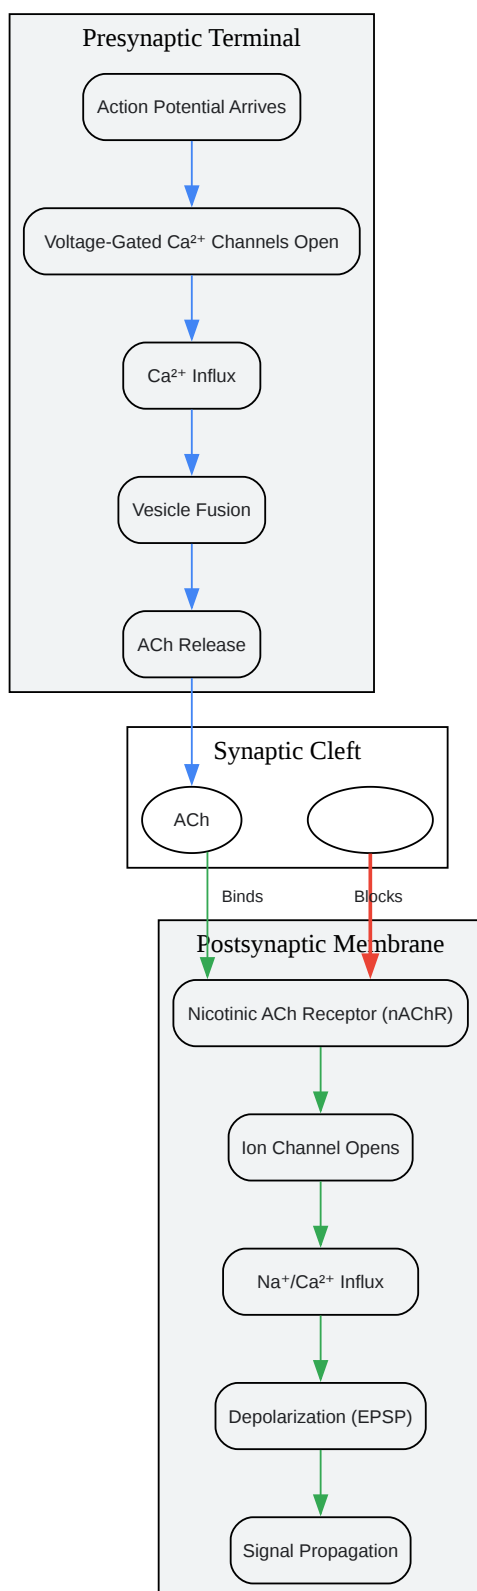 Presynaptic Terminal
Action Potential Arrives
Voltage-Gated Ca²⁺ Channels Open
Ca²⁺ Influx
Vesicle Fusion
ACh Release
Synaptic Cleft
ACh
Binds
Blocks
Postsynaptic Membrane
Nicotinic ACh Receptor (nAChR)
Ion Channel Opens
Na⁺/Ca²⁺ Influx
Depolarization (EPSP)
Signal Propagation